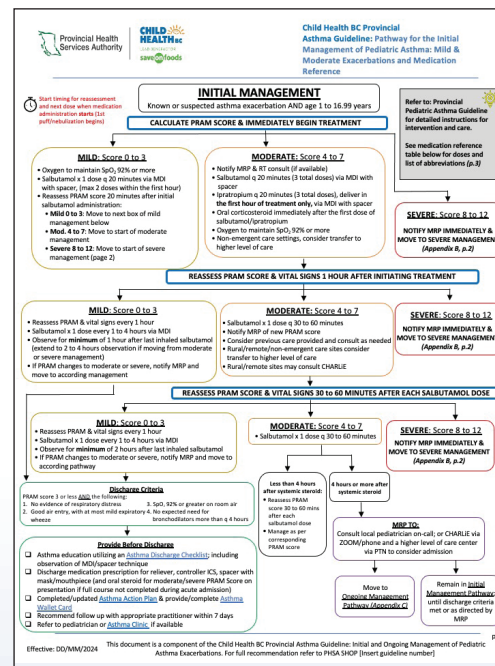 Provincial Health
Services Authority
CHILD
HEALTH BC
LEAD BENEFACTOR
save on foods
Child Health BC Provincial
Asthma Guideline: Pathway for the Initial
Management of Pediatric Asthma: Mild &
Moderate Exacerbations and Medication
Reference
Start timing for reassessment
and next dose when medication
administration starts (1st
puff/nebulization begins)
INITIAL MANAGEMENT
Known or suspected asthma exacerbation AND age 1 to 16.99 years
CALCULATE PRAM SCORE & IMMEDIATELY BEGIN TREATMENT
Refer to: Provincial
Pediatric Asthma Guideline
for detailed instructions for
intervention and care.
See medication reference
table below for doses and
list of abbreviations (p.3)
MILD: Score 0 to 3
• Oxygen to maintain SpO₂ 92% or more
• Salbutamol x 1 dose q 20 minutes via MDI
with spacer, (max 2 doses within the first hour)
• Reassess PRAM score 20 minutes after initial
salbutamol administration:
• Mild 0 to 3: Move to next box of mild
management below
• Mod. 4 to 7: Move to start of moderate
management
• Severe 8 to 12: Move to start of severe
management (page 2)
MODERATE: Score 4 to 7
• Notify MRP & RT consult (if available)
• Salbutamol q 20 minutes (3 total doses) via MDI with
spacer
• Ipratropium q 20 minutes (3 total doses), deliver in
the first hour of treatment only, via MDI with spacer
• Oral corticosteroid immediately after the first dose of
salbutamol/ipratropium
• Oxygen to maintain SpO₂ 92% or more
• Non-emergency care settings, consider transfer to
higher level of care
SEVERE: Score 8 to 12
NOTIFY MRP IMMEDIATELY &
MOVE TO SEVERE MANAGEMENT
(Appendix B, p.2)
REASSESS PRAM SCORE & VITAL SIGNS 1 HOUR AFTER INITIATING TREATMENT
MILD: Score 0 to 3
• Reassess PRAM & vital signs every 1 hour
• Salbutamol x 1 dose every 1 to 4 hours via MDI
• Observe for minimum of 1 hour after last inhaled salbutamol
(extend to 2 to 4 hours observation if moving from moderate
or severe management)
• If PRAM changes to moderate or severe, notify MRP and
move to according management
MODERATE: Score 4 to 7
• Salbutamol x 1 dose q 30 to 60 minutes
• Notify MRP of new PRAM score
• Consider previous care provided and consult as needed
• Rural/remote/non-emergency care sites consider
transfer to higher level of care
• Rural/remote sites may consult CHARLiE
SEVERE: Score 8 to 12
NOTIFY MRP IMMEDIATELY &
MOVE TO SEVERE MANAGEMENT
(Appendix B, p.2)
REASSESS PRAM SCORE & VITAL SIGNS 30 to 60 MINUTES AFTER EACH SALBUTAMOL DOSE
MILD: Score 0 to 3
• Reassess PRAM & vital signs every 1 hour
• Salbutamol x 1 dose every 1 to 4 hours via MDI
• Observe for minimum of 2 hours after last inhaled salbutamol
• If PRAM changes to moderate or severe, notify MRP and move to
according pathway
MODERATE: Score 4 to 7
• Salbutamol x 1 dose q 30 to 60 minutes
SEVERE: Score 8 to 12
NOTIFY MRP IMMEDIATELY &
MOVE TO SEVERE MANAGEMENT
(Appendix B, p.2)
Discharge Criteria
PRAM score 3 or less AND the following:
1. No evidence of respiratory distress
2. Good air entry, with at most mild expiratory
wheeze
3. SpO₂ 92% or greater on room air
4. No expected need for
bronchodilators more than q 4 hours
Less than 4 hours
after systemic steroid:
• Reassess PRAM
score 30 to 60 mins
after each
salbutamol dose
• Manage as per
corresponding
PRAM score
4 hours or more after
systemic steroid
MRP TO:
Consult local pediatrician on-call; or CHARLiE via
ZOOM/phone and a higher level of care center
via PTN to consider admission
Provide Before Discharge
Asthma education utilizing an Asthma Discharge Checklist; including
observation of MDI/spacer technique
Discharge medication prescription for reliever, controller ICS, spacer with
mask/mouthpiece (and oral steroid for moderate/severe PRAM Score on
presentation if full course not completed during acute admission)
Completed/updated Asthma Action Plan & provide/complete Asthma
Wallet Card
Recommend follow up with appropriate practitioner within 7 days
Refer to pediatrician or Asthma Clinic if available
Move to
Ongoing Management
Pathway (Appendix C)
Remain in Initial
Management Pathway;
until discharge criteria
met or as directed by
MRP
Effective: DD/MM/2024
This document is a component of the Child Health BC Provincial Asthma Guideline: Initial and Ongoing Management of Pediatric
Asthma Exacerbations. For full recommendation refer to PHSA SHOP [Insert guideline number]